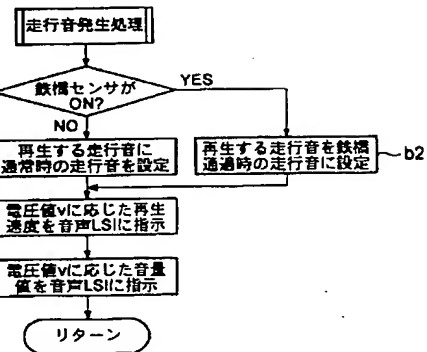 走行音発生処理
鉄橋センサが
ON?
YES
NO
再生する走行音に
通常時の走行音を設定
再生する走行音を鉄橋
通過時の走行音に設定
b2
電圧値vに応じた再生
速度を音声LSIに指示
電圧値vに応じた音量
値を音声LSIに指示
リターン